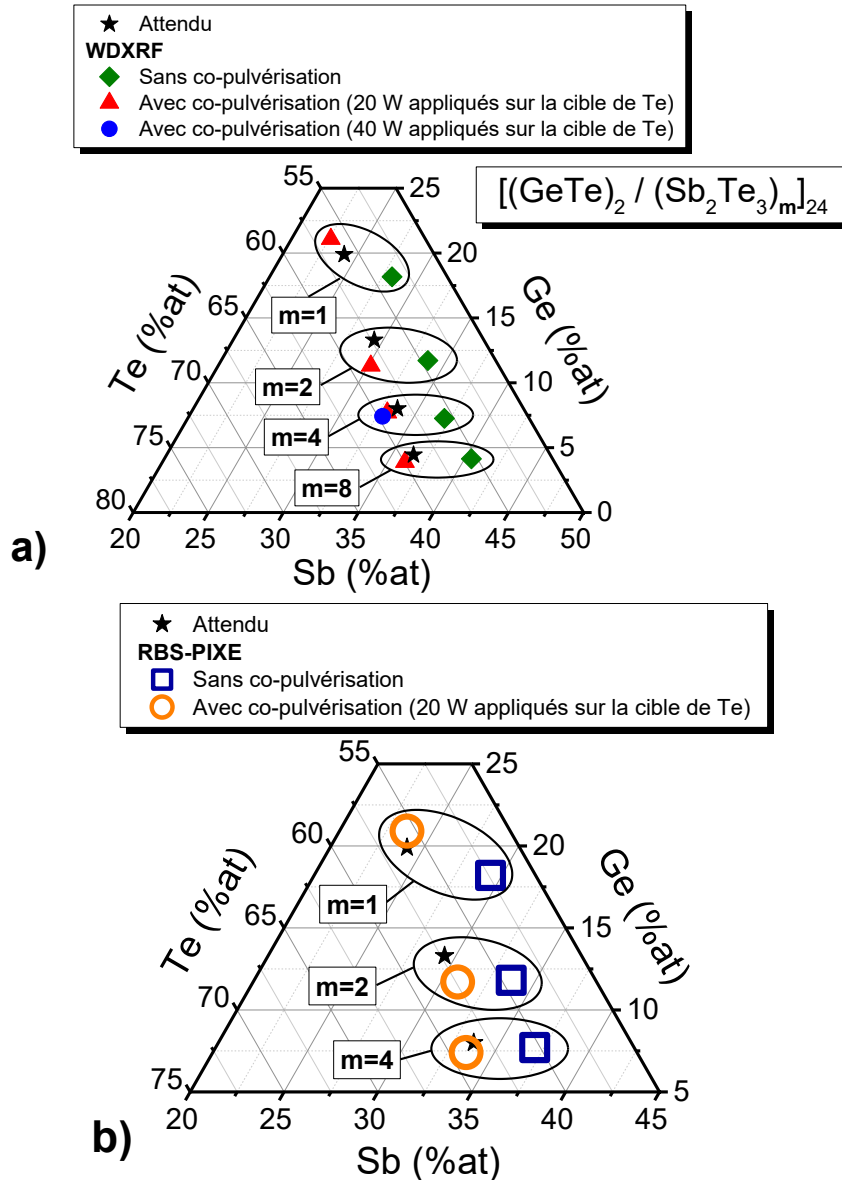 Attendu
WDXRF
Sans co-pulvérisation
Avec co-pulvérisation (20 W appliqués sur la cible de Te)
Avec co-pulvérisation (40 W appliqués sur la cible de Te)
[(GeTe)2 / (Sb2Te3)m]24
55
25
60
20
65
15
70
10
75
5
80
0
Te (%at)
Ge (%at)
m=1
m=2
m=4
m=8
20
25
30
35
40
45
50
Sb (%at)
a)
Attendu
RBS-PIXE
Sans co-pulvérisation
Avec co-pulvérisation (20 W appliqués sur la cible de Te)
55
25
60
20
65
15
70
10
75
5
Te (%at)
Ge (%at)
m=1
m=2
m=4
20
25
30
35
40
45
Sb (%at)
b)